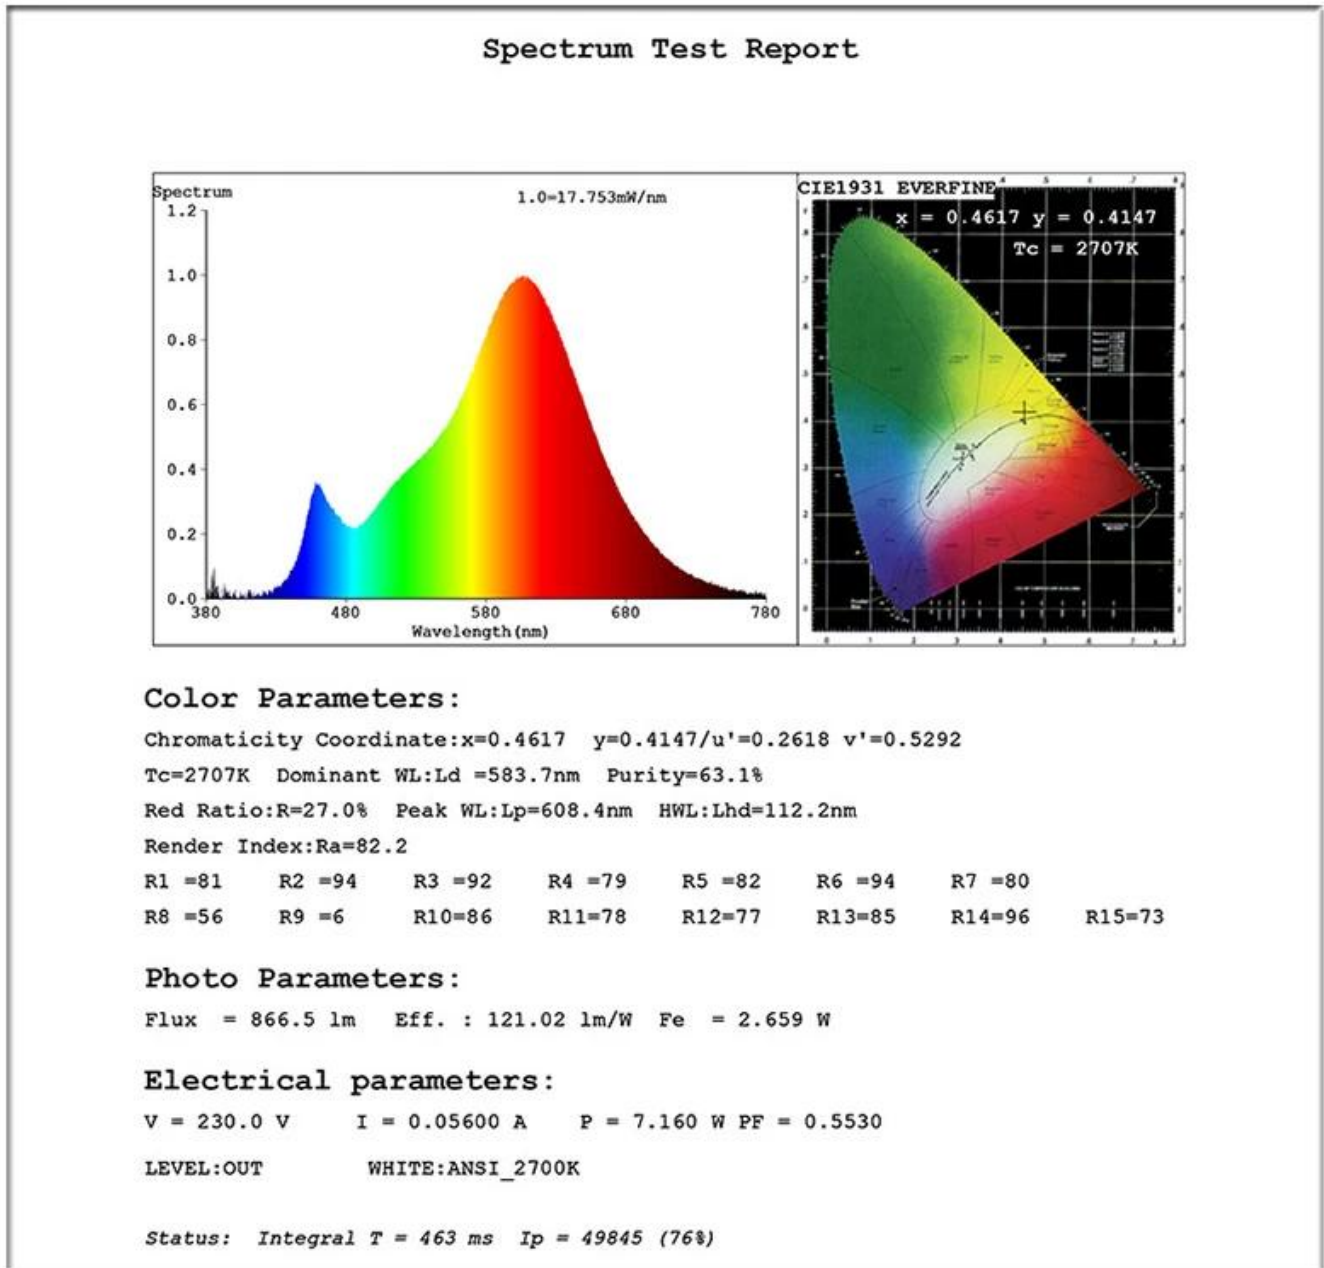 Spectrum Test Report
Spectrum
1.0=17.753mW/nm
1.2
1.0
0.8
0.6
0.4
0.2
0.0
380 480 580 680 780
Wavelength(nm)
CIE1931 EVERFINE
x = 0.4617 y = 0.4147
Tc = 2707K
Color Parameters:
Chromaticity Coordinate:x=0.4617 y=0.4147/u'=0.2618 v'=0.5292
Tc=2707K Dominant WL:Ld =583.7nm Purity=63.1%
Red Ratio:R=27.0% Peak WL:Lp=608.4nm HWL:Lhd=112.2nm
Render Index:Ra=82.2
R1 =81 R2 =94 R3 =92 R4 =79 R5 =82 R6 =94 R7 =80
R8 =56 R9 =6 R10=86 R11=78 R12=77 R13=85 R14=96 R15=73
Photo Parameters:
Flux = 866.5 lm Eff. : 121.02 lm/W Fe = 2.659 W
Electrical parameters:
V = 230.0 V I = 0.05600 A P = 7.160 W PF = 0.5530
LEVEL:OUT WHITE:ANSI_2700K
Status: Integral T = 463 ms Ip = 49845 (76%)